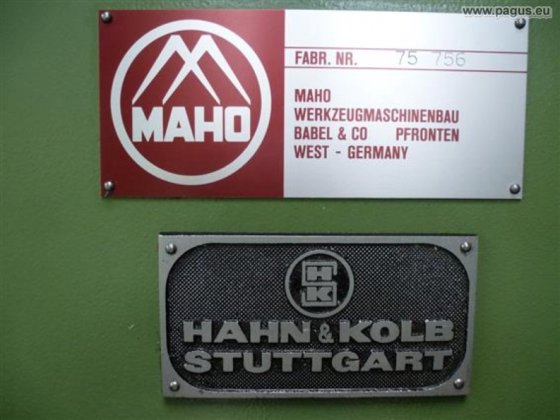 www.pagus.eu
MAHO
FABR. NR. 75 756
MAHO
WERKZEUGMASCHINENBAU
BABEL & CO PFRONTEN
WEST - GERMANY
HK
HAHN & KOLB
STUTTGART